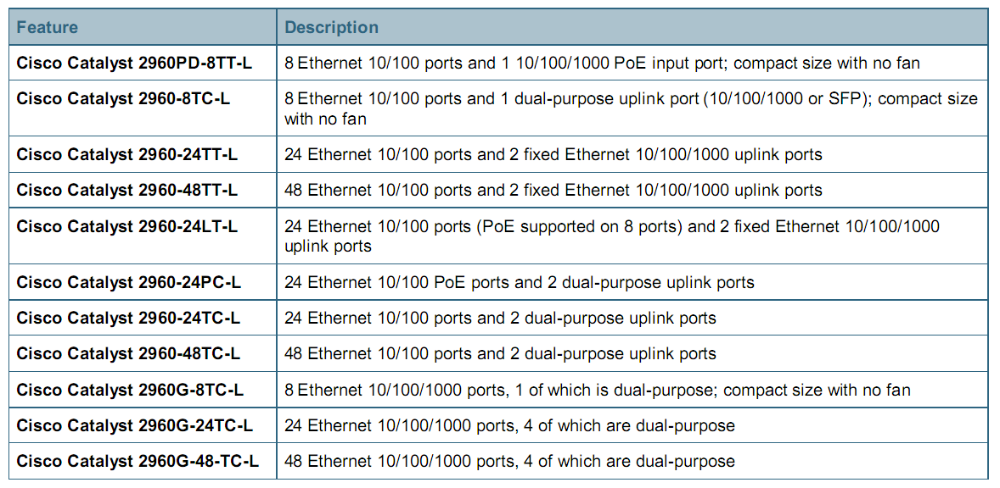 Feature Description
Cisco Catalyst 2960PD-8TT-L 8 Ethernet 10/100 ports and 1 10/100/1000 PoE input port; compact size with no fan
Cisco Catalyst 2960-8TC-L 8 Ethernet 10/100 ports and 1 dual-purpose uplink port (10/100/1000 or SFP); compact size
with no fan
Cisco Catalyst 2960-24TT-L 24 Ethernet 10/100 ports and 2 fixed Ethernet 10/100/1000 uplink ports
Cisco Catalyst 2960-48TT-L 48 Ethernet 10/100 ports and 2 fixed Ethernet 10/100/1000 uplink ports
Cisco Catalyst 2960-24LT-L 24 Ethernet 10/100 ports (PoE supported on 8 ports) and 2 fixed Ethernet 10/100/1000
uplink ports
Cisco Catalyst 2960-24PC-L 24 Ethernet 10/100 PoE ports and 2 dual-purpose uplink ports
Cisco Catalyst 2960-24TC-L 24 Ethernet 10/100 ports and 2 dual-purpose uplink ports
Cisco Catalyst 2960-48TC-L 48 Ethernet 10/100 ports and 2 dual-purpose uplink ports
Cisco Catalyst 2960G-8TC-L 8 Ethernet 10/100/1000 ports, 1 of which is dual-purpose; compact size with no fan
Cisco Catalyst 2960G-24TC-L 24 Ethernet 10/100/1000 ports, 4 of which are dual-purpose
Cisco Catalyst 2960G-48-TC-L 48 Ethernet 10/100/1000 ports, 4 of which are dual-purpose